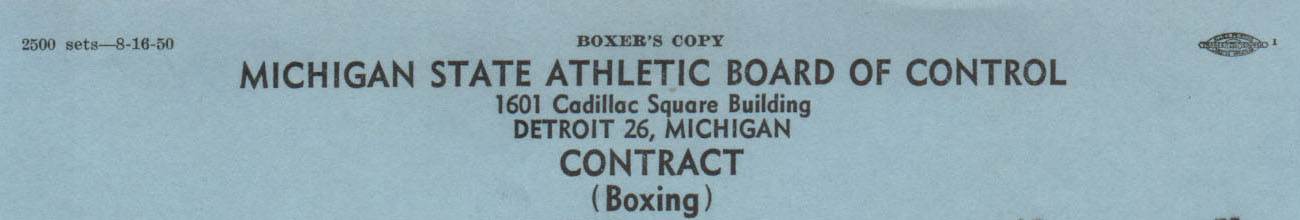 2500 sets—8-16-50
BOXER'S COPY
1
MICHIGAN STATE ATHLETIC BOARD OF CONTROL
1601 Cadillac Square Building
DETROIT 26, MICHIGAN
CONTRACT
(Boxing)